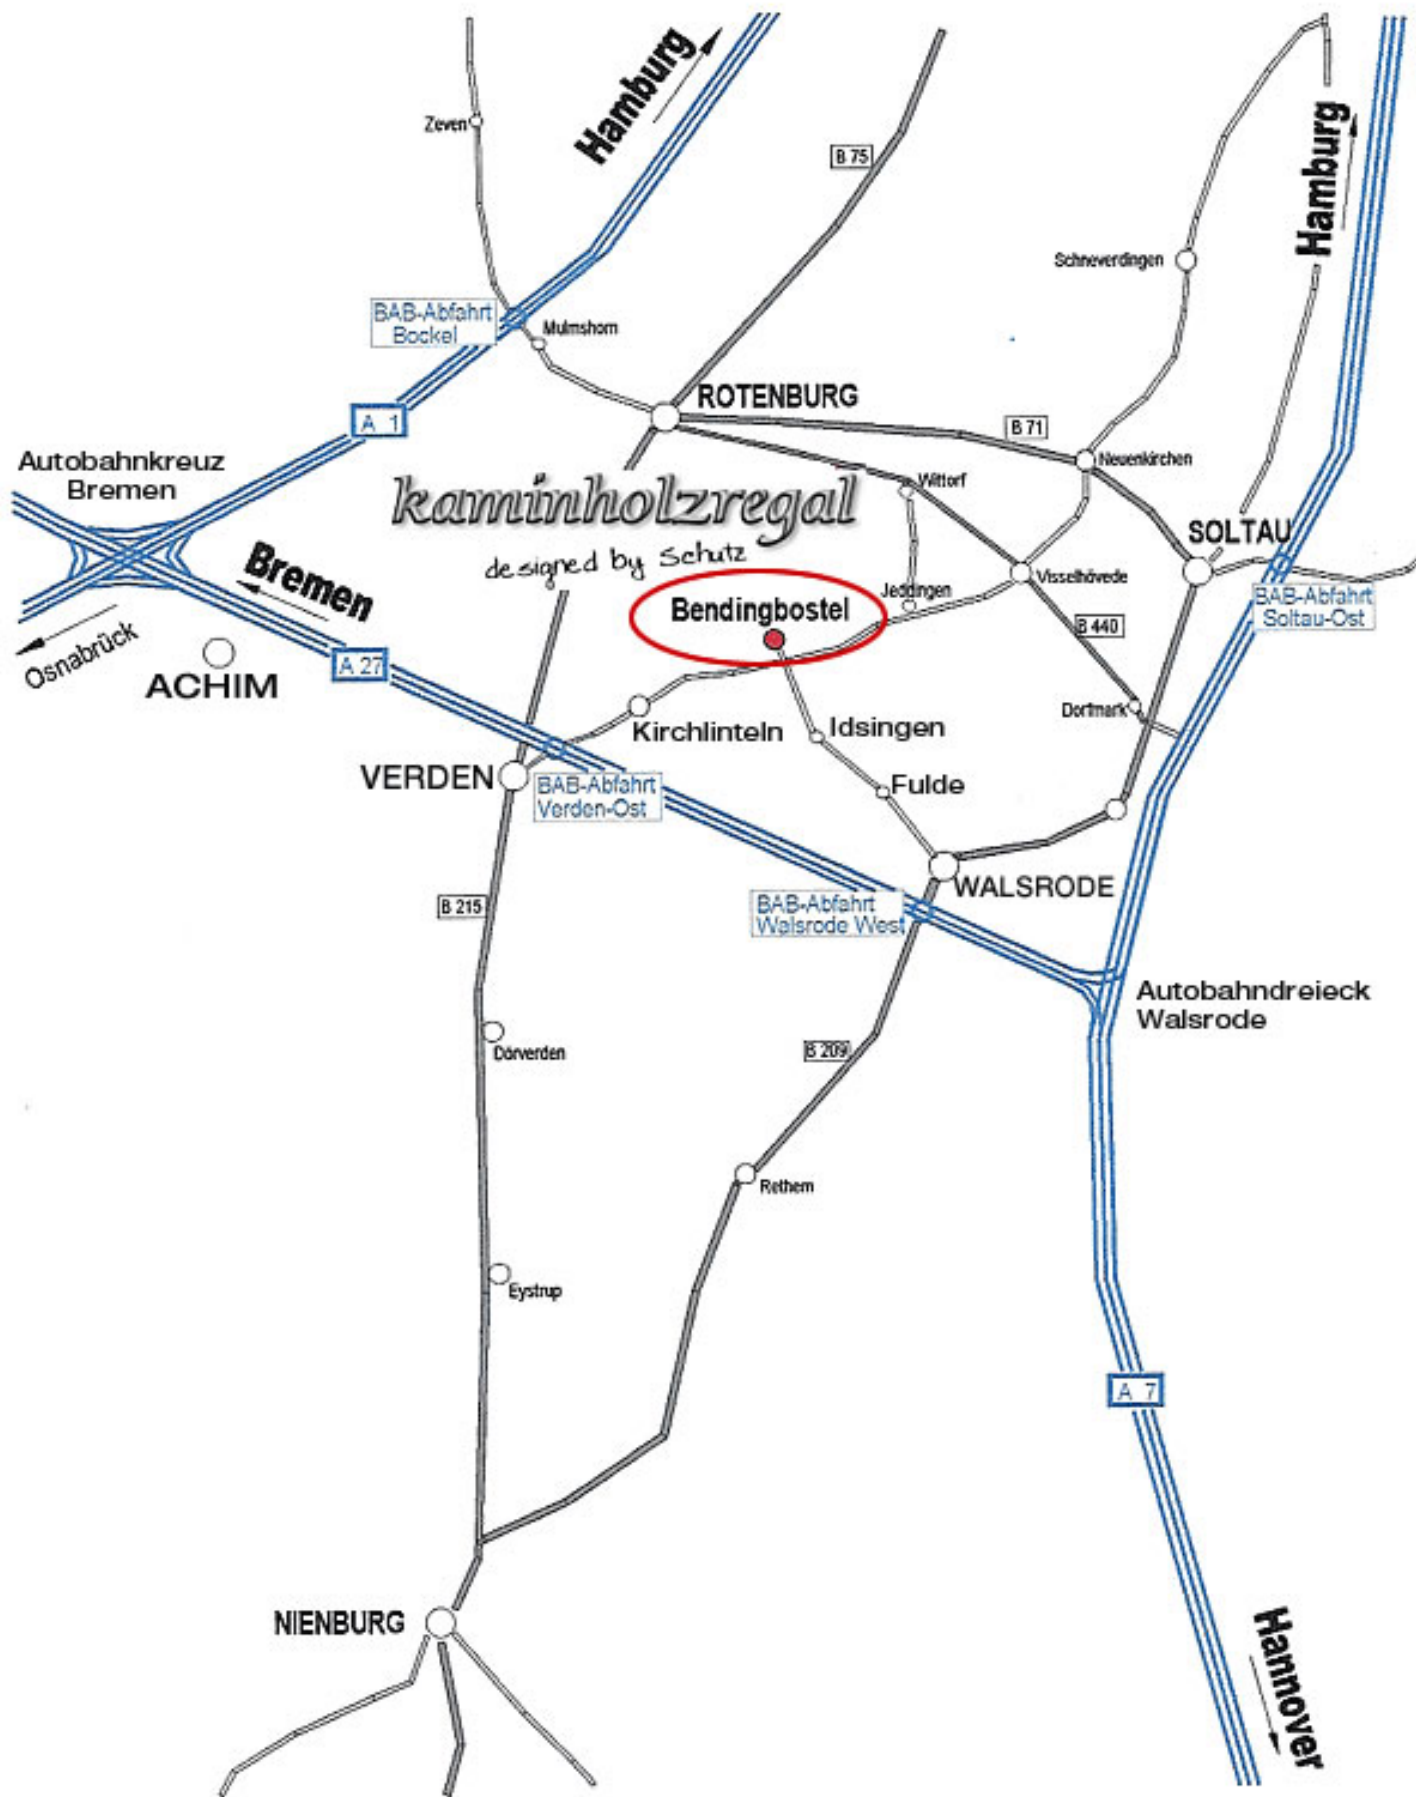 Hamburg
Zeven
B 75
Hamburg
Schneverdingen
BAB-Abfahrt
Bockel
Mulmshorn
ROTENBURG
A 1
B 71
Autobahnkreuz
Bremen
Neuenkirchen
kaminholzregal
Wittorf
designed by Schutz
SOLTAU
Bremen
Visselhövede
Jeddingen
BAB-Abfahrt
Soltau-Ost
Bendingbostel
B 440
Osnabrück
A 27
ACHIM
Dorfmark
Kirchlinteln
Idsingen
VERDEN
BAB-Abfahrt
Verden-Ost
Fulde
WALSRODE
B 215
BAB-Abfahrt
Walsrode West
Autobahndreieck
Walsrode
Dörverden
B 209
Rethem
Eystrup
A 7
NIENBURG
Hannover